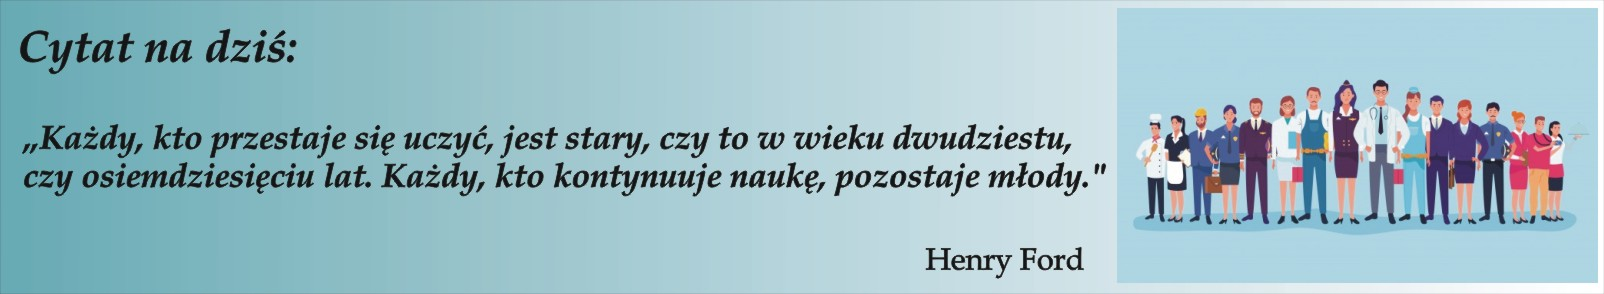 Cytat na dziś:
„Każdy, kto przestaje się uczyć, jest stary, czy to w wieku dwudziestu,
czy osiemdziesięciu lat. Każdy, kto kontynuuje naukę, pozostaje młody."
Henry Ford